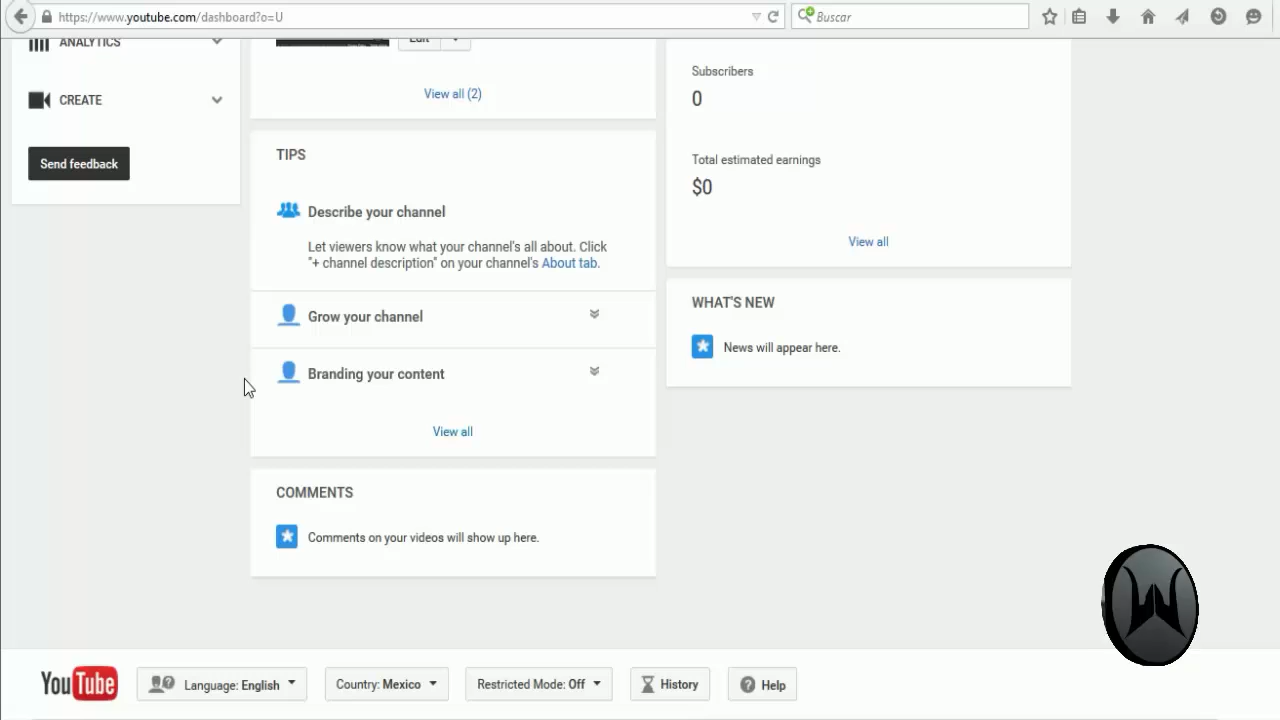 https://www.youtube.com/dashboard?o=U
Buscar
ANALYTICS
CREATE
Send feedback
Edit
View all (2)
TIPS
Describe your channel
Let viewers know what your channel's all about. Click
"+ channel description" on your channel's About tab.
Grow your channel
Branding your content
View all
COMMENTS
Comments on your videos will show up here.
Subscribers
0
Total estimated earnings
$0
View all
WHAT'S NEW
News will appear here.
YouTube
Language: English
Country: Mexico
Restricted Mode: Off
History
Help